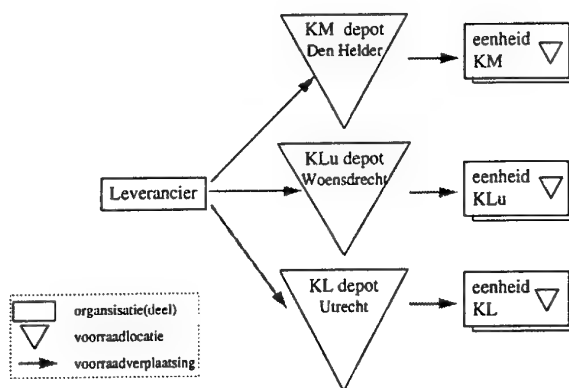 KM depot
Den Helder
eenheid
KM
KLu depot
Woensdrecht
eenheid
KLu
Leverancier
KL depot
Utrecht
eenheid
KL
organsisatie(deel)
voorraadlocatie
voorraadverplaatsing